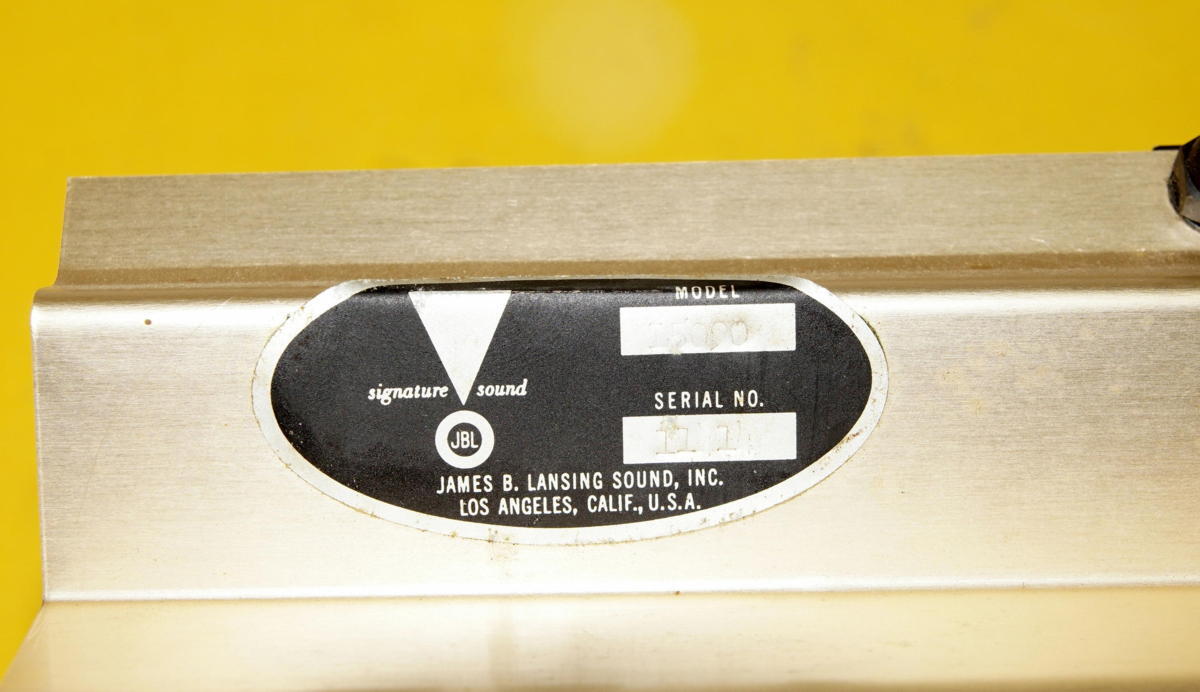 MODEL
signature sound
SERIAL NO.
JBL
JAMES B. LANSING SOUND, INC.
LOS ANGELES, CALIF., U.S.A.